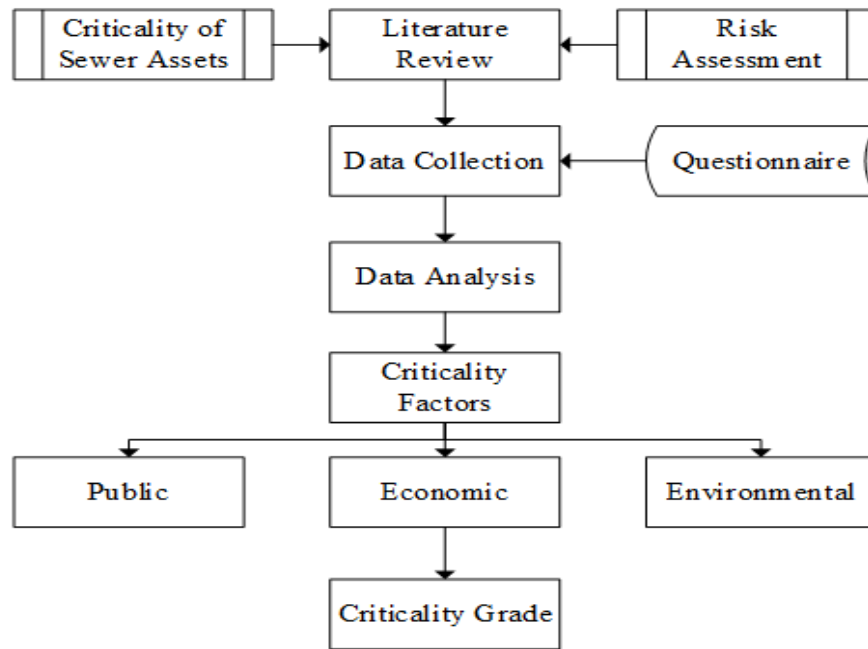 Criticality of
Sewer Assets
Literature
Review
Risk
Assessment
Data Collection
Questionnaire
Data Analysis
Criticality
Factors
Public
Economic
Environmental
Criticality Grade